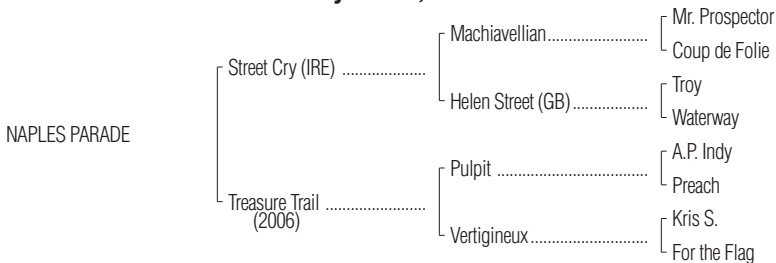 Mr. Prospector
Machiavellian
Coup de Folie
Street Cry (IRE)
Troy
Helen Street (GB)
Waterway
NAPLES PARADE
A.P. Indy
Pulpit
Preach
Treasure Trail
(2006)
Kris S.
Vertigineux
For the Flag